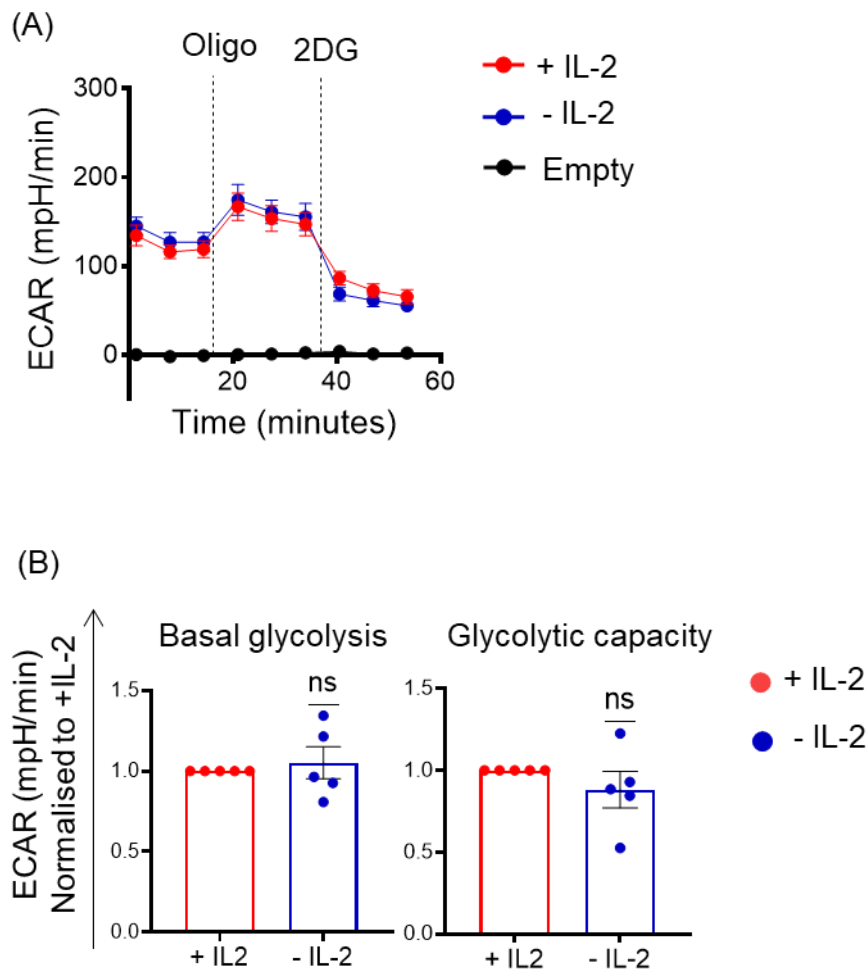 (A)
Oligo 2DG
+ IL-2
- IL-2
Empty
ECAR (mpH/min)
300
200
100
0
20 40 60
Time (minutes)
(B)
ECAR (mpH/min)
Normalised to +IL-2
Basal glycolysis
ns
1.5
1.0
0.5
0.0
+ IL2 - IL-2
Glycolytic capacity
ns
1.5
1.0
0.5
0.0
+ IL2 - IL-2
+ IL-2
- IL-2